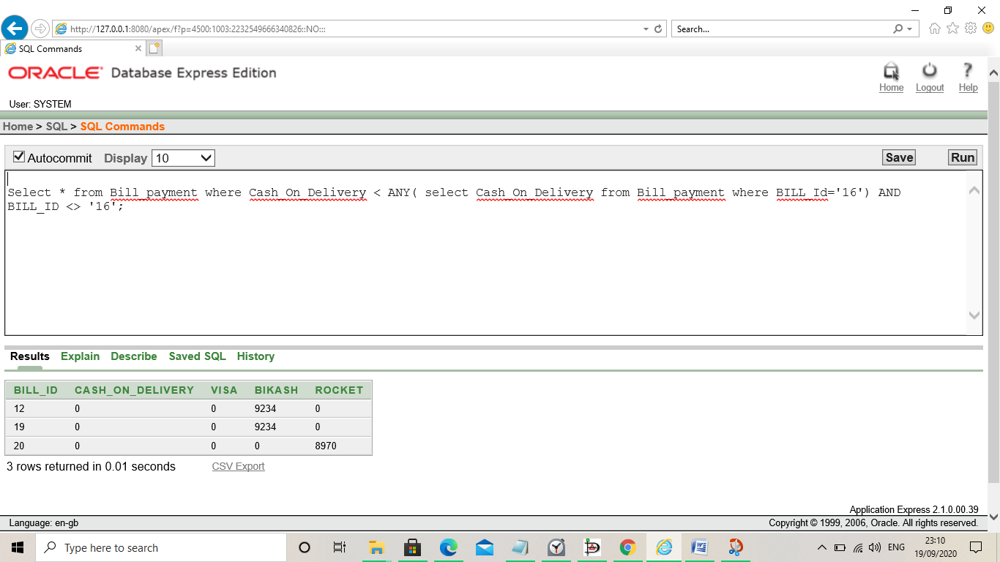 http://127.0.0.1:8080/apex/f?p=4500:1003:2232549666340826::NO:::
Search...
SQL Commands
ORACLE Database Express Edition
Home Logout Help
User: SYSTEM
Home > SQL > SQL Commands
Autocommit Display 10 Save Run
Select * from Bill_payment where Cash_On_Delivery < ANY( select Cash_On_Delivery from Bill_payment where BILL_Id='16') AND
BILL_ID <> '16';
Results Explain Describe Saved SQL History
BILL_ID CASH_ON_DELIVERY VISA BIKASH ROCKET
12 0 0 9234 0
19 0 0 9234 0
20 0 0 0 8970
3 rows returned in 0.01 seconds CSV Export
Application Express 2.1.0.00.39
Language: en-gb Copyright © 1999, 2006, Oracle. All rights reserved.
Type here to search
ENG
23:10
19/09/2020